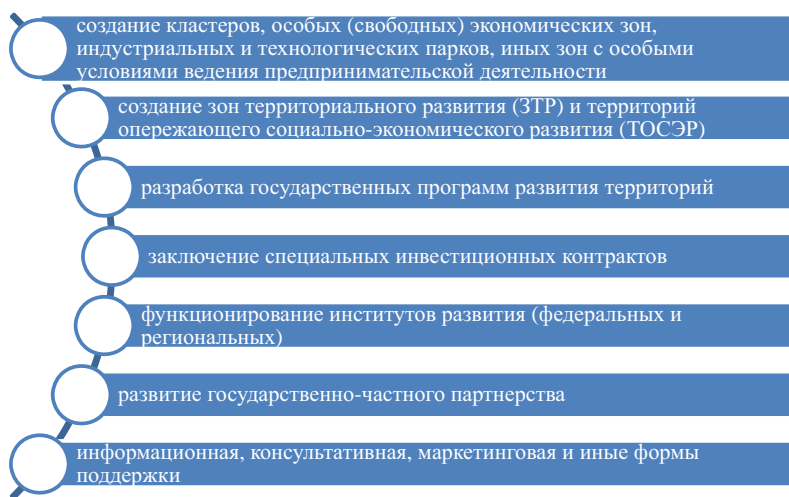 создание кластеров, особых (свободных) экономических зон,
индустриальных и технологических парков, иных зон с особыми
условиями ведения предпринимательской деятельности
создание зон территориального развития (ЗТР) и территорий
опережающего социально-экономического развития (ТОСЭР)
разработка государственных программ развития территорий
заключение специальных инвестиционных контрактов
функционирование институтов развития (федеральных и
региональных)
развитие государственно-частного партнерства
информационная, консультативная, маркетинговая и иные формы
поддержки